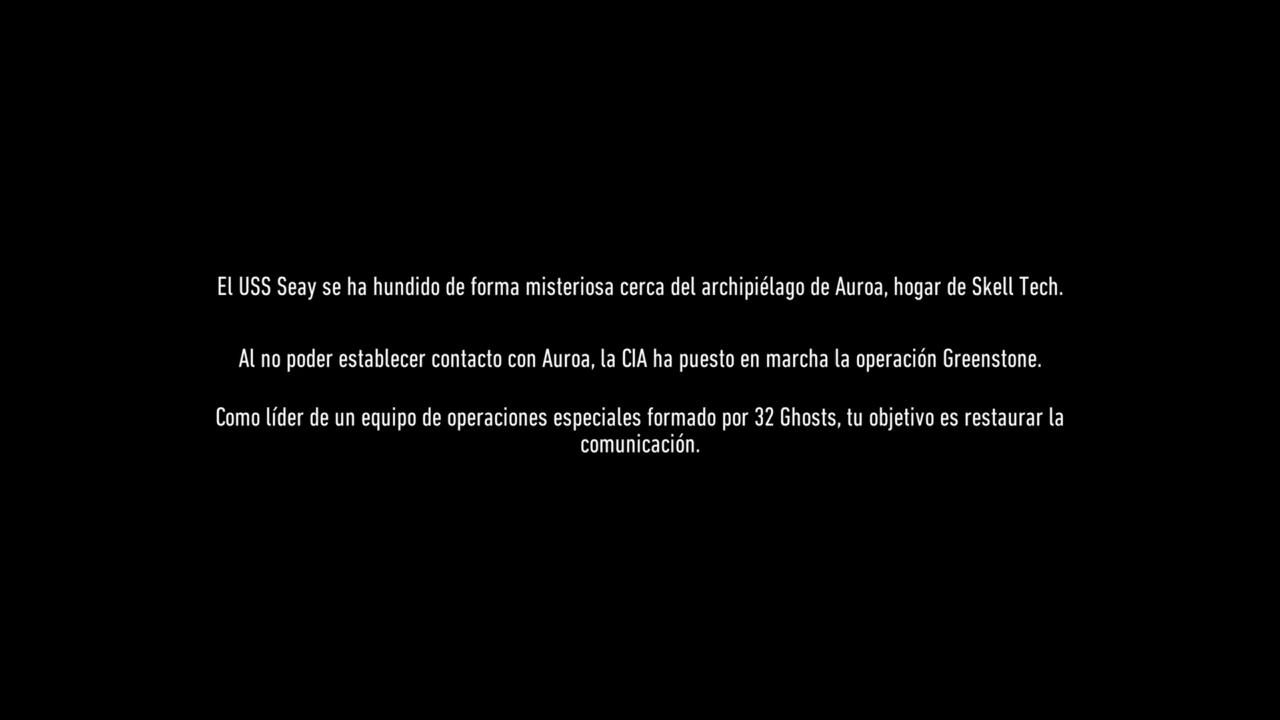 El USS Seay se ha hundido de forma misteriosa cerca del archipiélago de Auroa, hogar de Skell Tech.
Al no poder establecer contacto con Auroa, la CIA ha puesto en marcha la operación Greenstone.
Como líder de un equipo de operaciones especiales formado por 32 Ghosts, tu objetivo es restaurar la
comunicación.